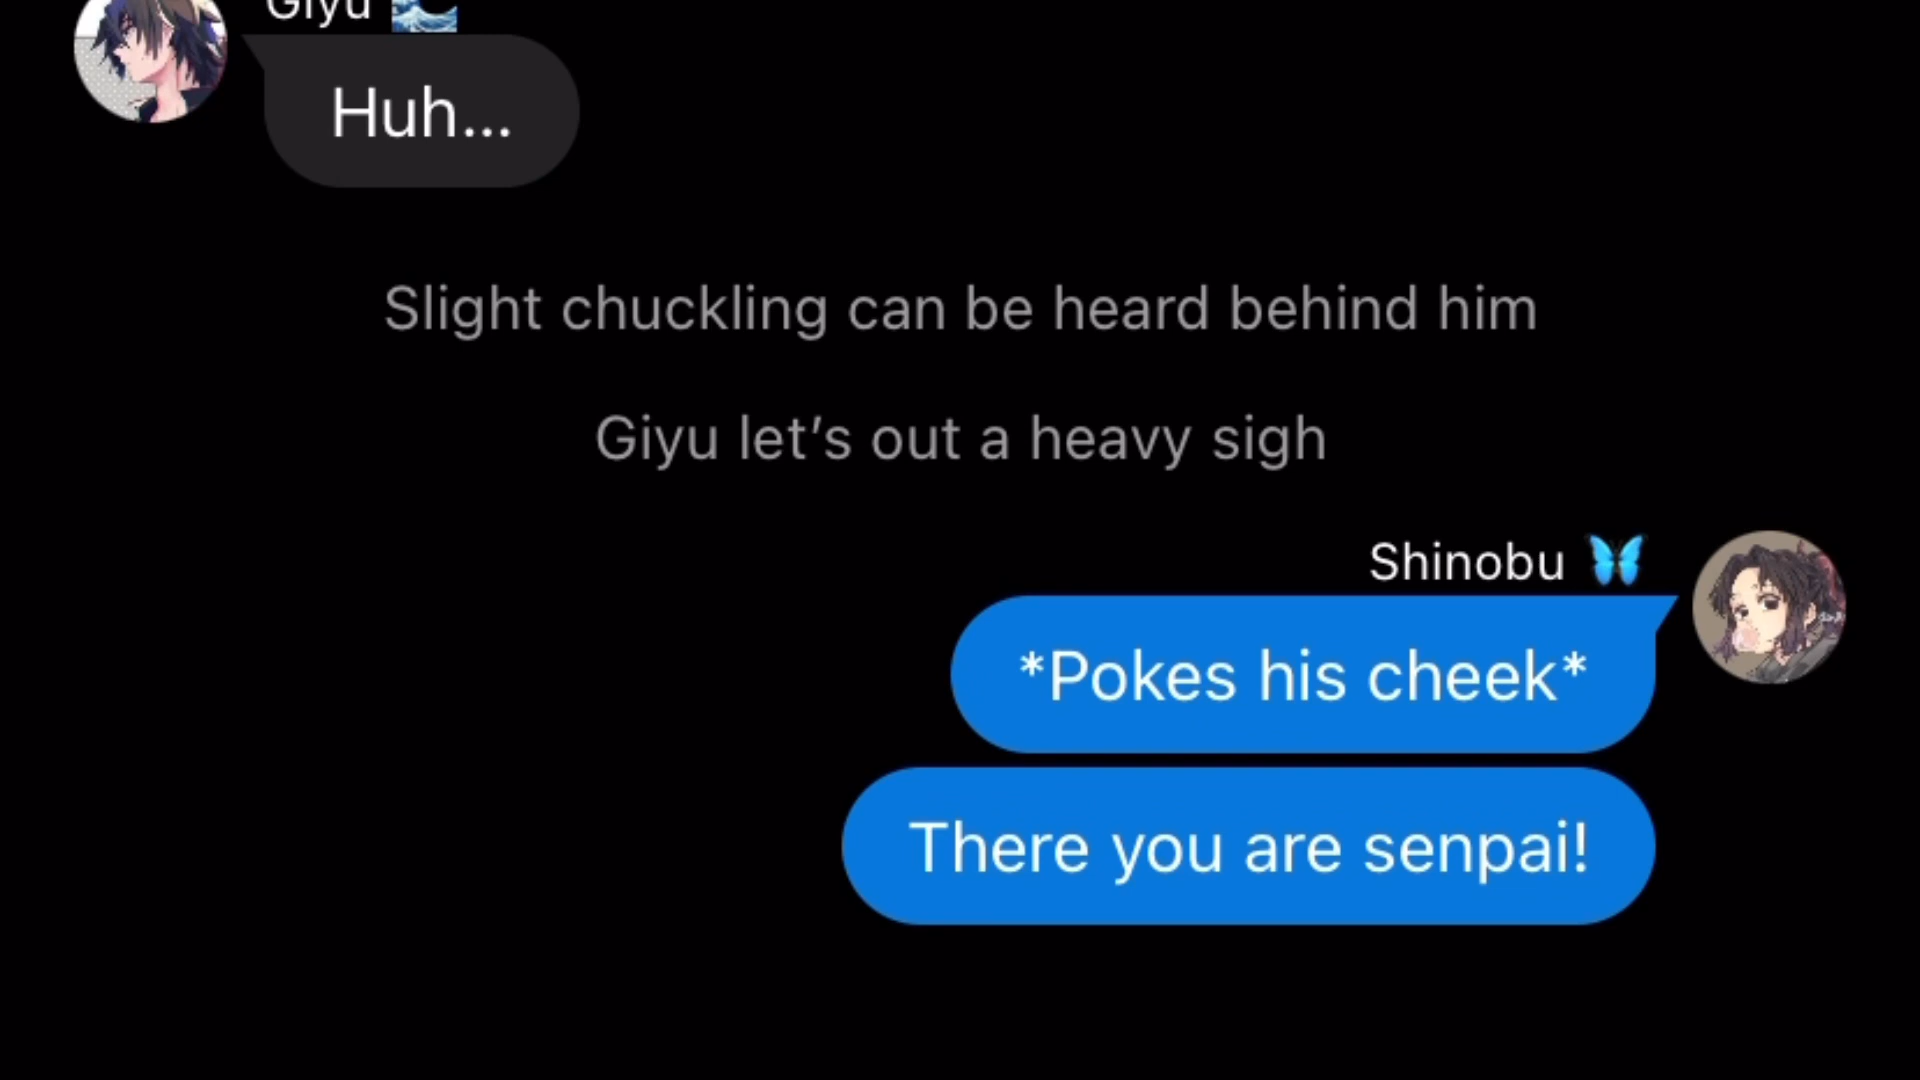 Giyu 🌊
Huh...
Slight chuckling can be heard behind him
Giyu let’s out a heavy sigh
Shinobu 🦋
*Pokes his cheek*
There you are senpai!